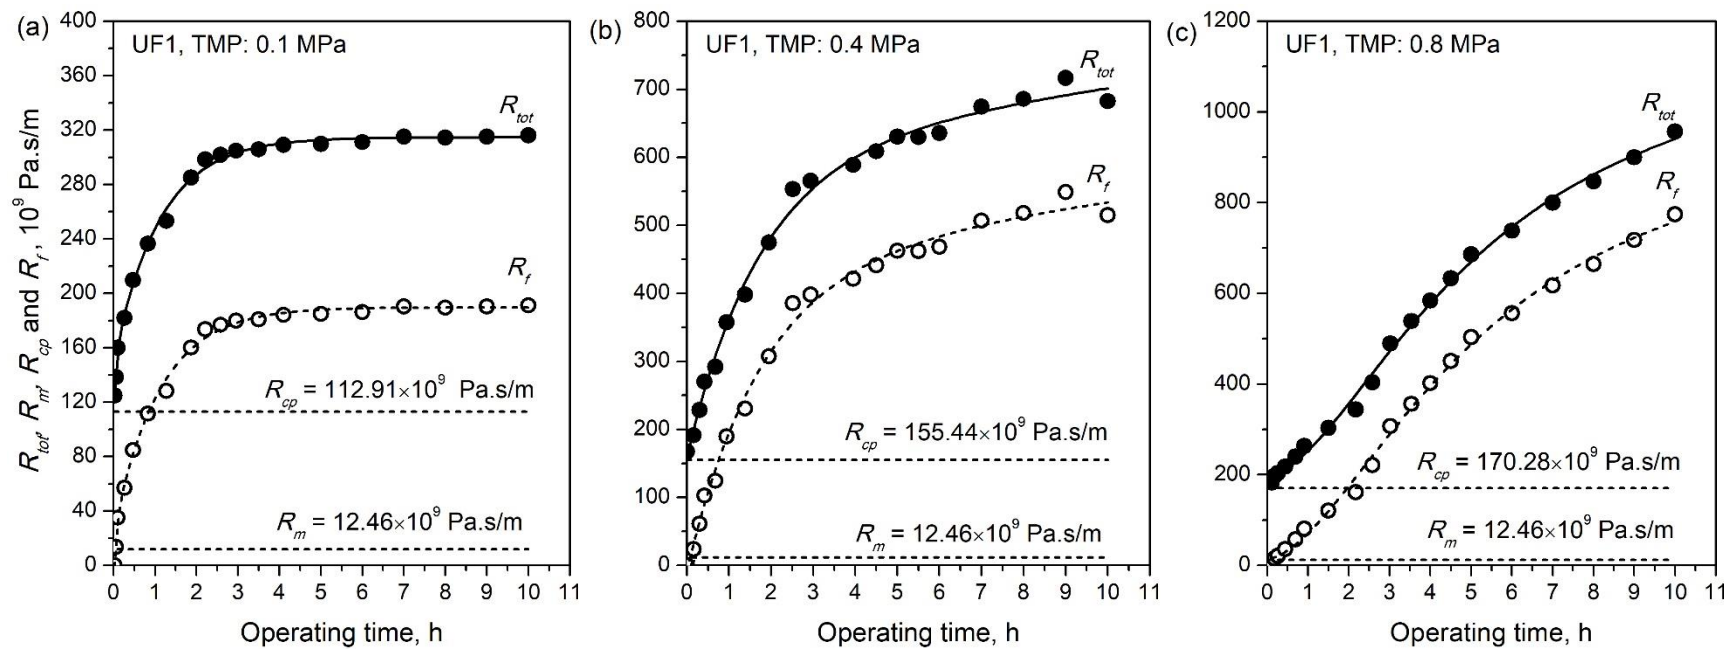 (a)
UF1, TMP: 0.1 MPa
R_tot, R_m, R_cp and R_f, 10^9 Pa.s/m
400
360
320
280
240
200
160
120
80
40
0
R_tot
R_f
R_cp = 112.91×10^9 Pa.s/m
R_m = 12.46×10^9 Pa.s/m
0 1 2 3 4 5 6 7 8 9 10 11
Operating time, h
(b)
UF1, TMP: 0.4 MPa
800
700
600
500
400
300
200
100
0
R_tot
R_f
R_cp = 155.44×10^9 Pa.s/m
R_m = 12.46×10^9 Pa.s/m
0 1 2 3 4 5 6 7 8 9 10 11
Operating time, h
(c)
UF1, TMP: 0.8 MPa
1200
1000
800
600
400
200
0
R_tot
R_f
R_cp = 170.28×10^9 Pa.s/m
R_m = 12.46×10^9 Pa.s/m
0 1 2 3 4 5 6 7 8 9 10 11
Operating time, h